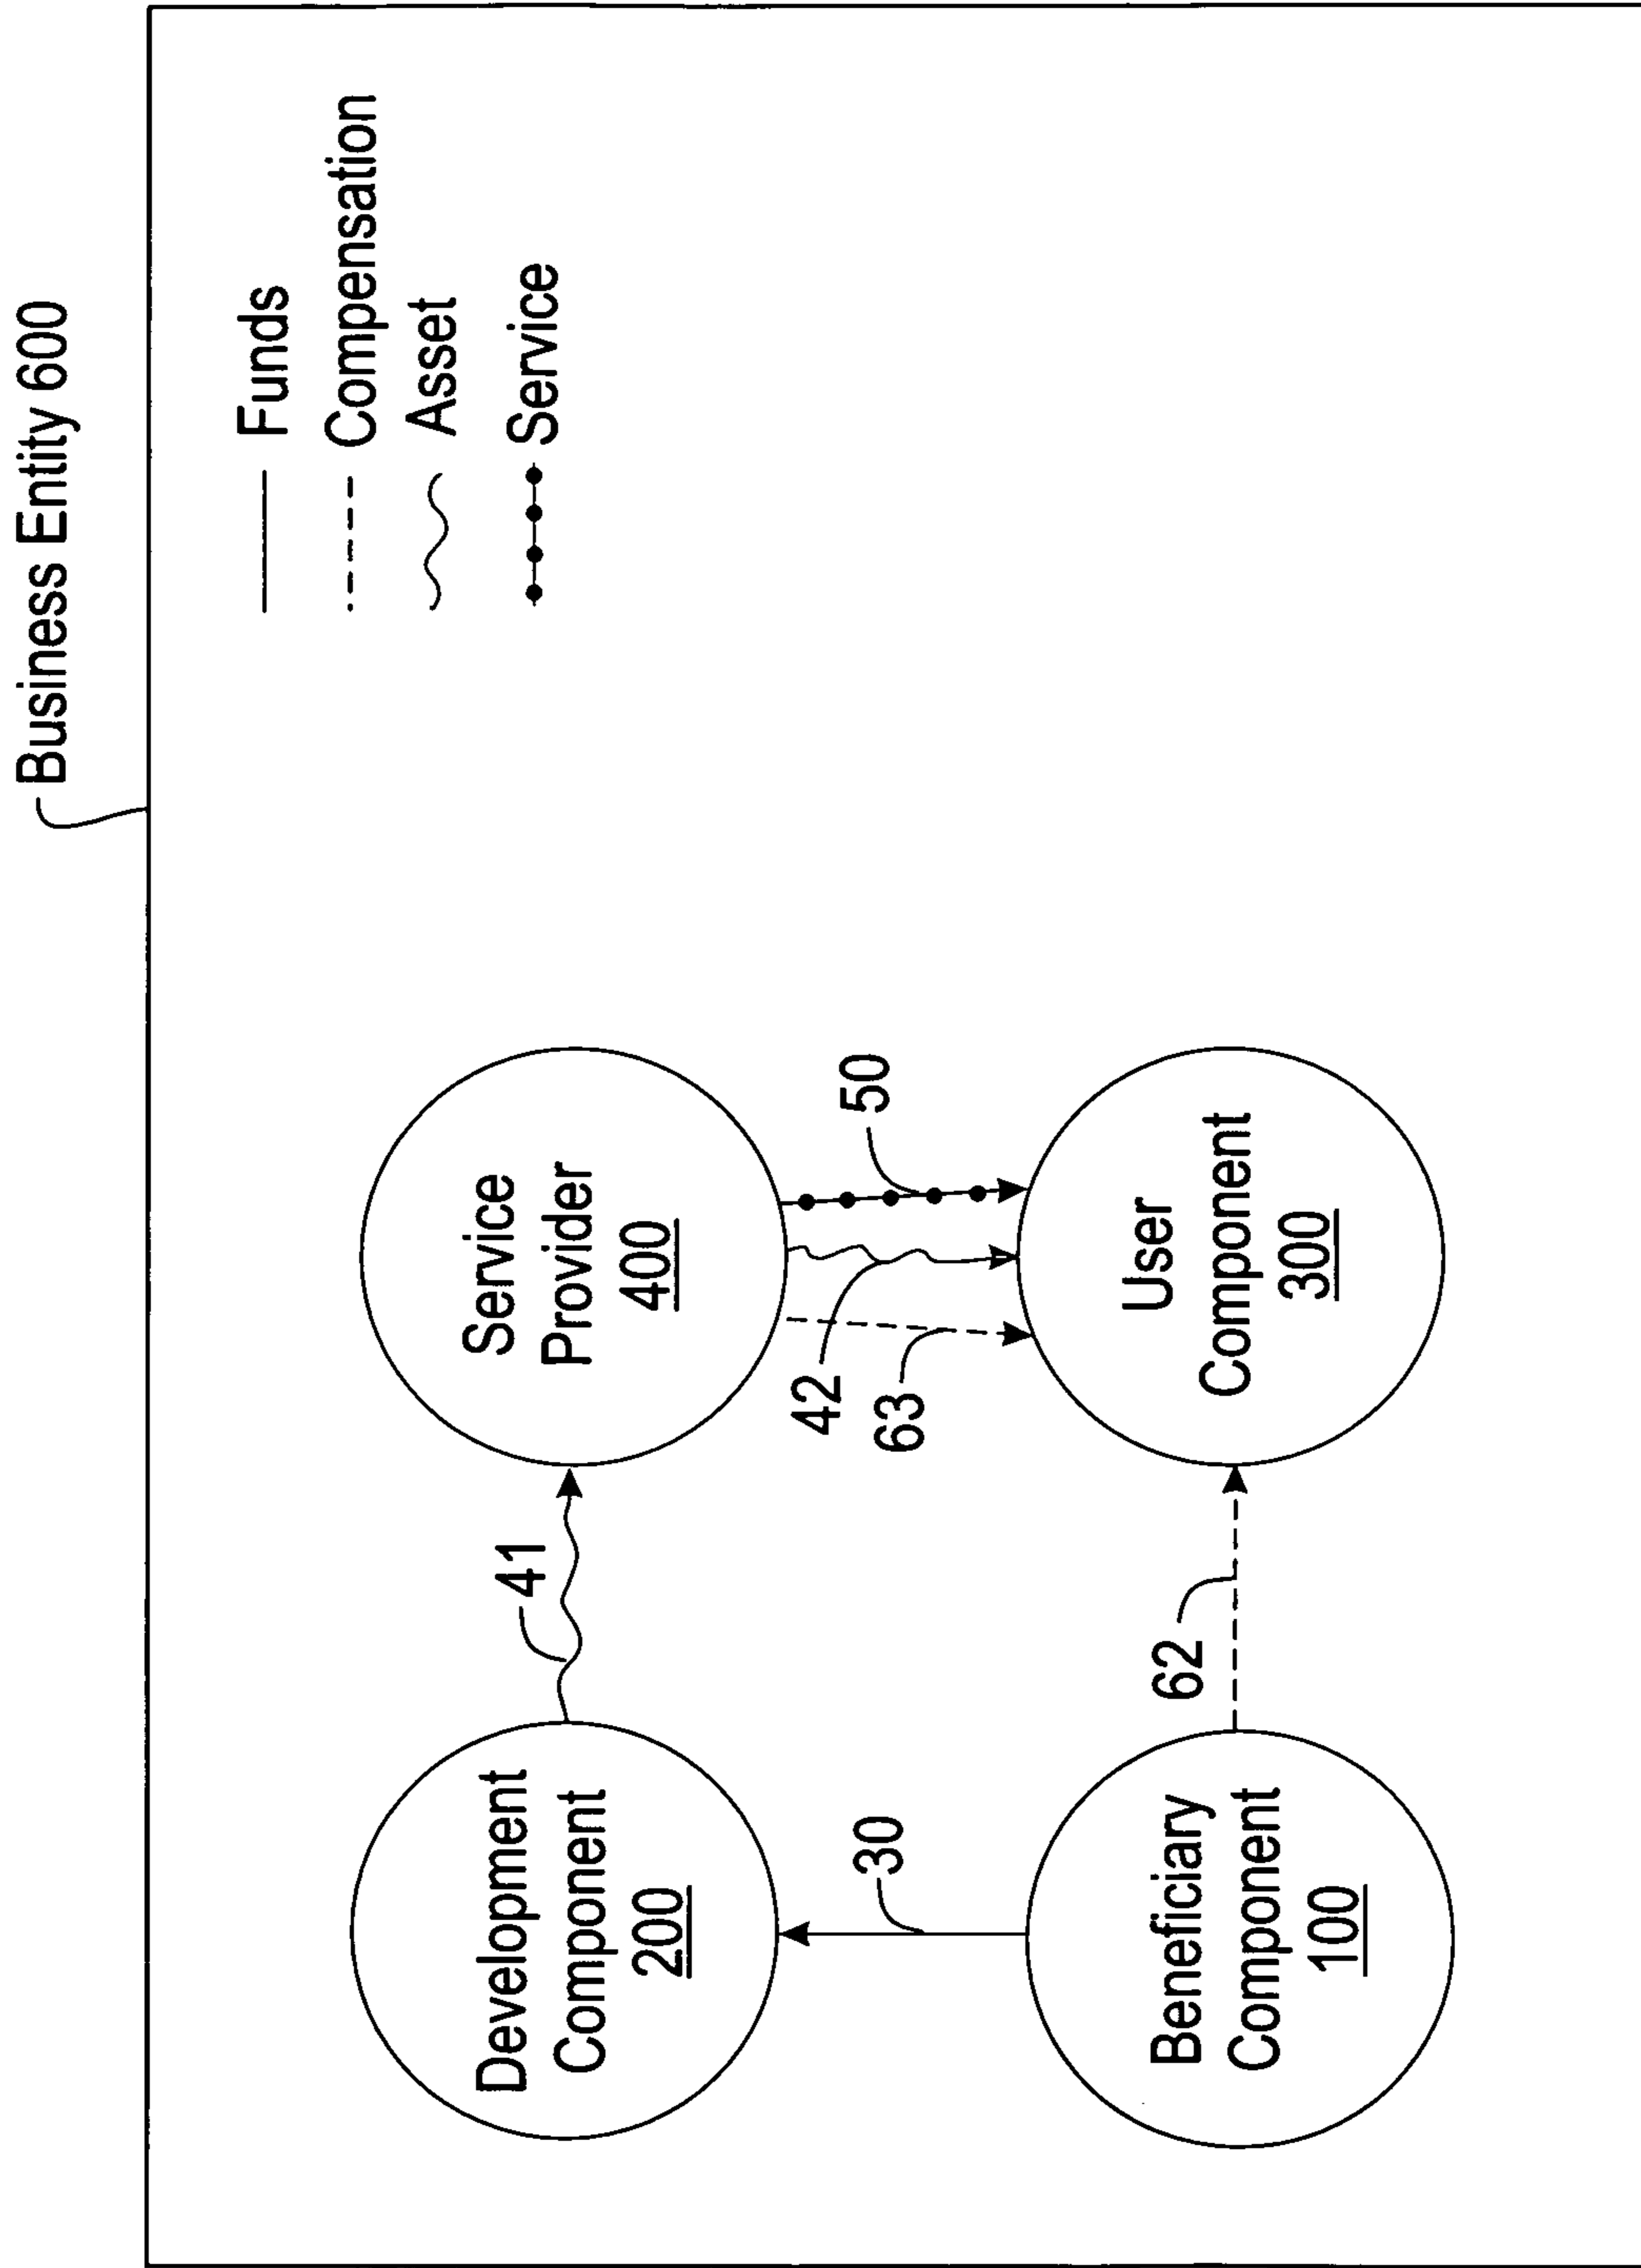 Business Entity 600
Funds
Compensation
Asset
Service
Development
Component
200
41
Service
Provider
400
30
42
63
50
Beneficiary
Component
100
62
User
Component
300